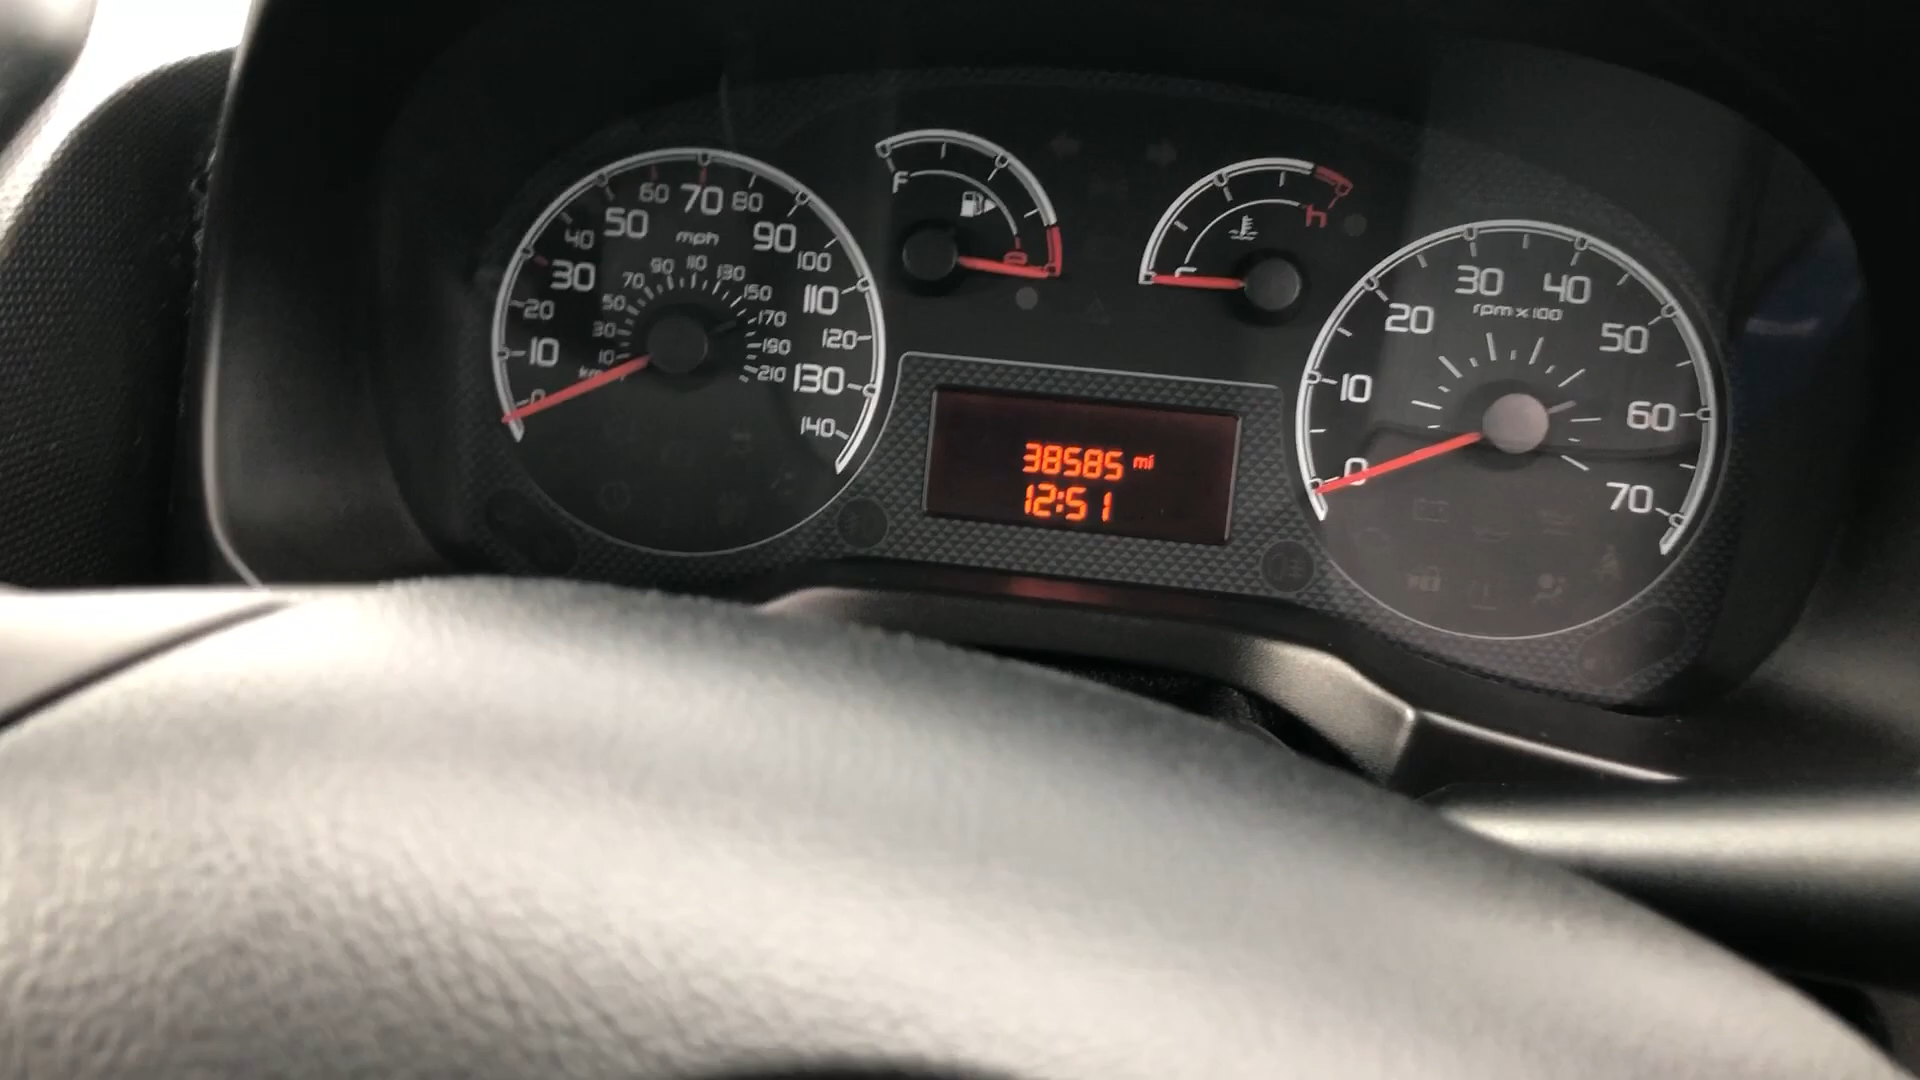 0 10 20 30 40 50 60 70 80 90 100 110 120 130 140
mph
10 30 50 70 90 110 130 150 170 190 210
F
h
38585 mi
12:51
0 10 20 30 40 50 60 70
rpm x 100